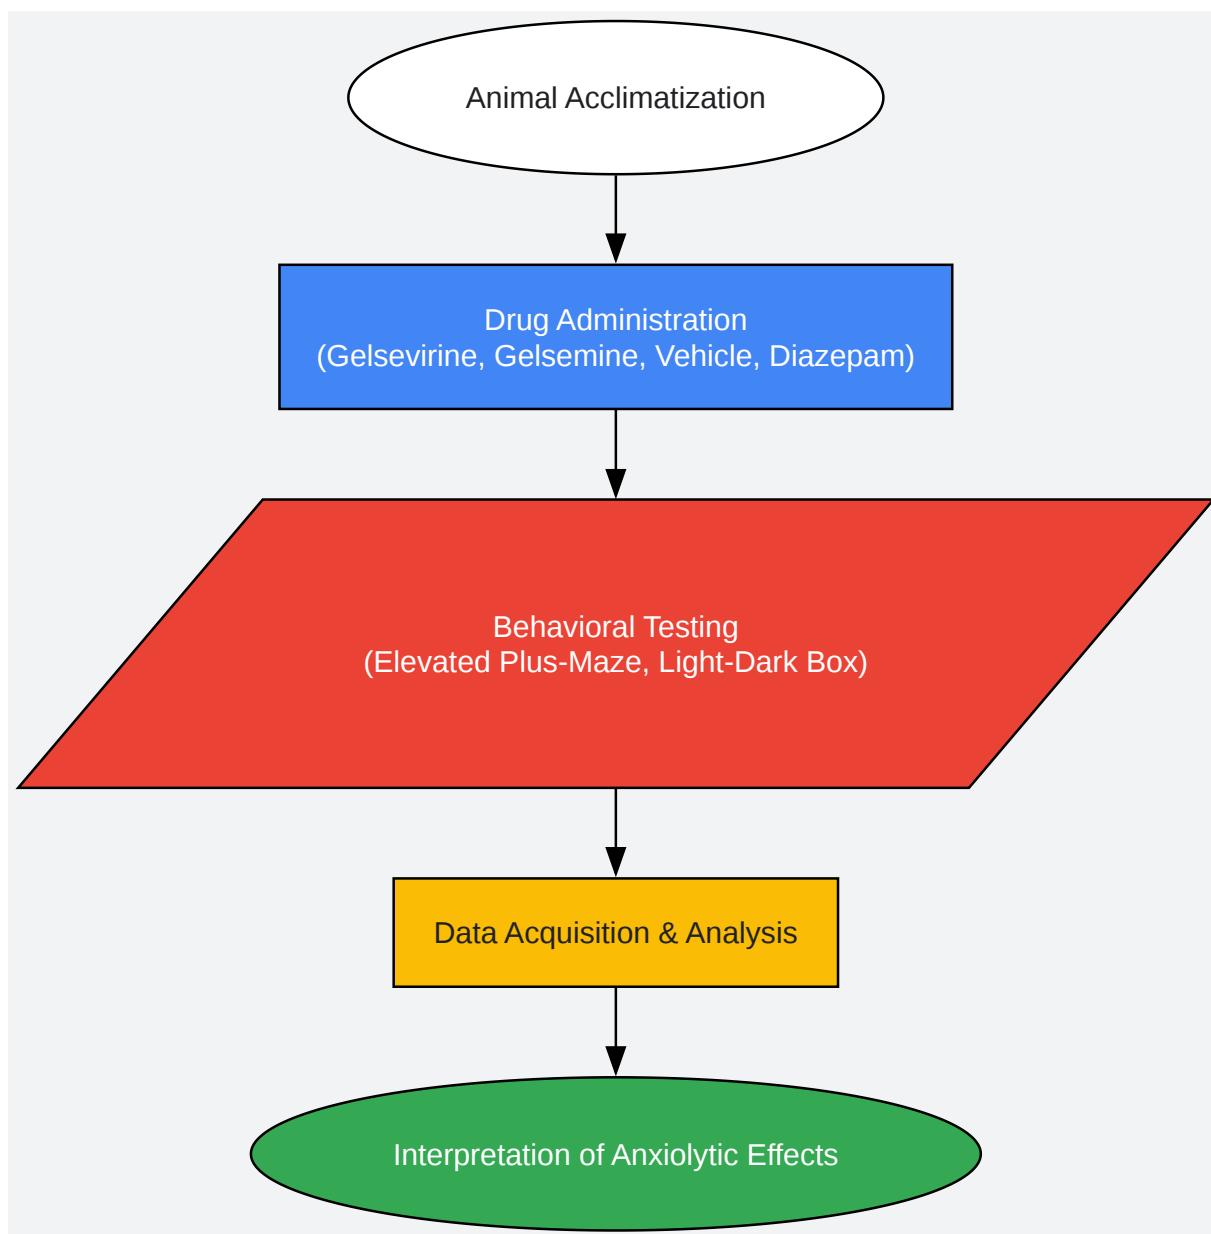 Animal Acclimatization
Drug Administration
(Gelsevirine, Gelsemine, Vehicle, Diazepam)
Behavioral Testing
(Elevated Plus-Maze, Light-Dark Box)
Data Acquisition & Analysis
Interpretation of Anxiolytic Effects